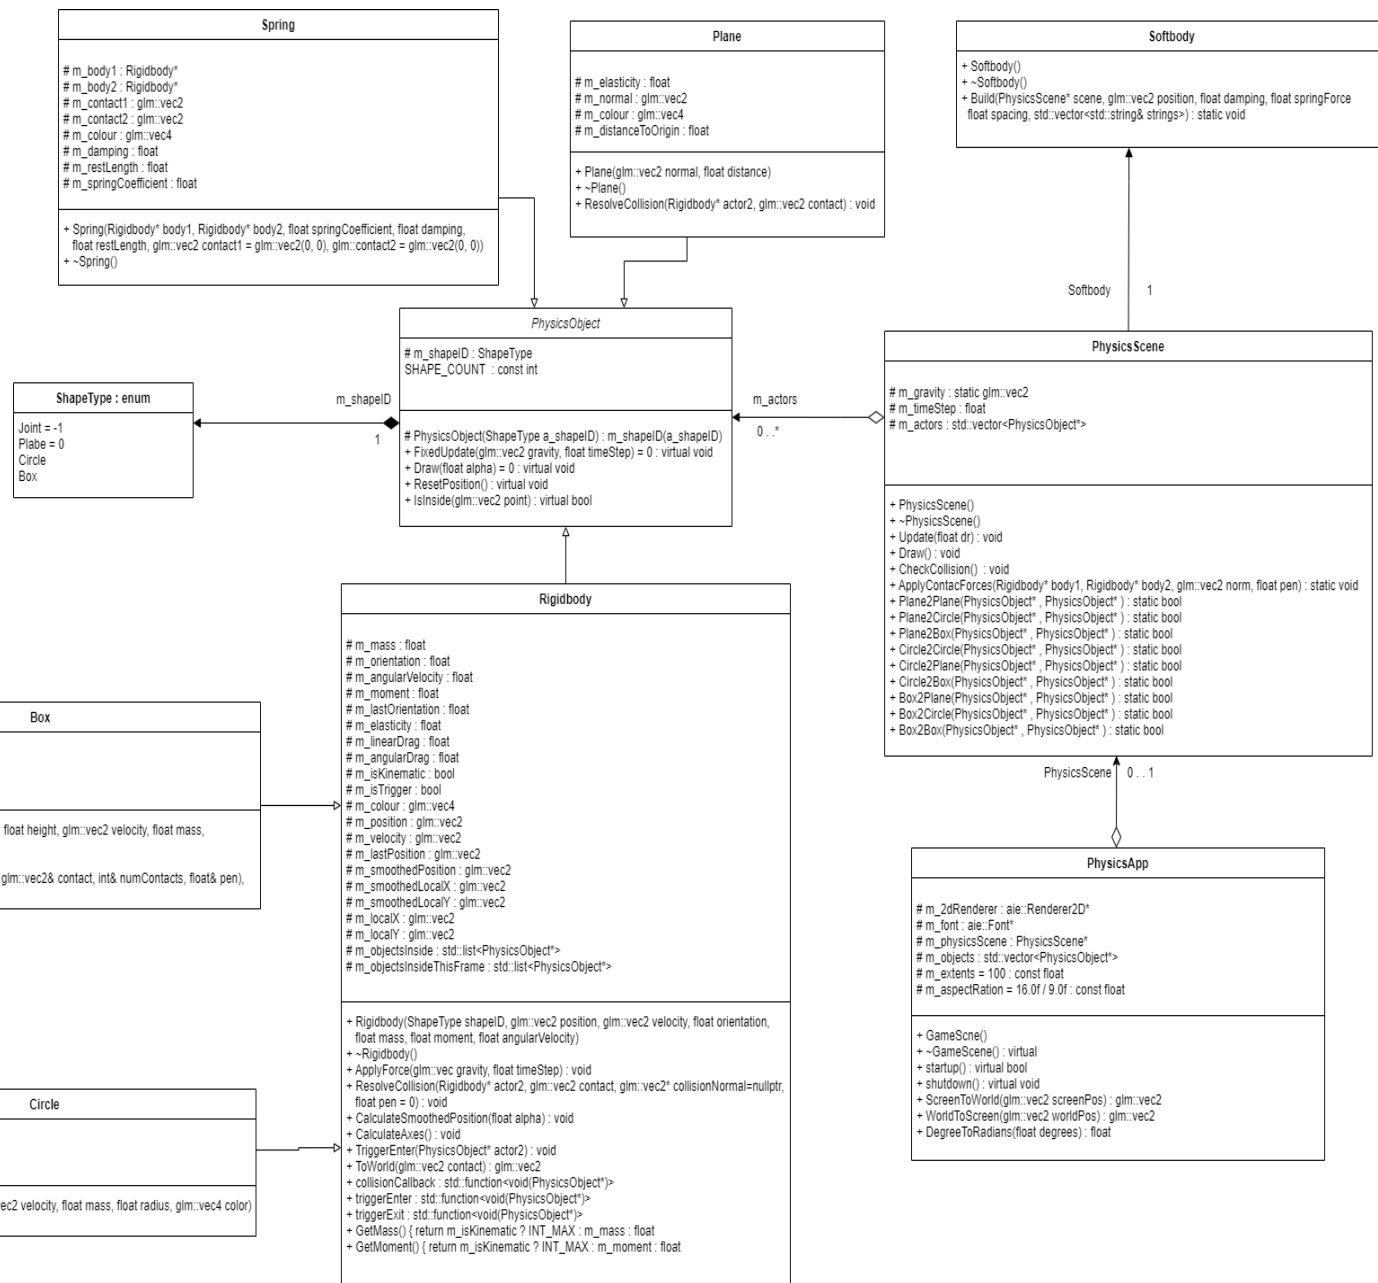 Spring
# m_body1 : Rigidbody*
# m_body2 : Rigidbody*
# m_contact1 : glm::vec2
# m_contact2 : glm::vec2
# m_colour : glm::vec4
# m_damping : float
# m_restLength : float
# m_springCoefficient : float
+ Spring(Rigidbody* body1, Rigidbody* body2, float springCoefficient, float damping,
float restLength, glm::vec2 contact1 = glm::vec2(0, 0), glm::contact2 = glm::vec2(0, 0))
+ ~Spring()
Plane
# m_elasticity : float
# m_normal : glm::vec2
# m_colour : glm::vec4
# m_distanceToOrigin : float
+ Plane(glm::vec2 normal, float distance)
+ ~Plane()
+ ResolveCollision(Rigidbody* actor2, glm::vec2 contact) : void
Softbody
+ Softbody()
+ ~Softbody()
+ Build(PhysicsScene* scene, glm::vec2 position, float damping, float springForce
float spacing, std::vector<std::string& strings>) : static void
Softbody
1
PhysicsObject
# m_shapeID : ShapeType
SHAPE_COUNT : const int
# PhysicsObject(ShapeType a_shapeID) : m_shapeID(a_shapeID)
+ FixedUpdate(glm::vec2 gravity, float timeStep) = 0 : virtual void
+ Draw(float alpha) = 0 : virtual void
+ ResetPosition() : virtual void
+ IsInside(glm::vec2 point) : virtual bool
ShapeType : enum
Joint = -1
Plabe = 0
Circle
Box
m_shapeID
1
m_actors
0 . .*
PhysicsScene
# m_gravity : static glm::vec2
# m_timeStep : float
# m_actors : std::vector<PhysicsObject*>
+ PhysicsScene()
+ ~PhysicsScene()
+ Update(float dr) : void
+ Draw() : void
+ CheckCollision() : void
+ ApplyContacForces(Rigidbody* body1, Rigidbody* body2, glm::vec2 norm, float pen) : static void
+ Plane2Plane(PhysicsObject* , PhysicsObject* ) : static bool
+ Plane2Circle(PhysicsObject* , PhysicsObject* ) : static bool
+ Plane2Box(PhysicsObject* , PhysicsObject* ) : static bool
+ Circle2Circle(PhysicsObject* , PhysicsObject* ) : static bool
+ Circle2Plane(PhysicsObject* , PhysicsObject* ) : static bool
+ Circle2Box(PhysicsObject* , PhysicsObject* ) : static bool
+ Box2Plane(PhysicsObject* , PhysicsObject* ) : static bool
+ Box2Circle(PhysicsObject* , PhysicsObject* ) : static bool
+ Box2Box(PhysicsObject* , PhysicsObject* ) : static bool
Rigidbody
# m_mass : float
# m_orientation : float
# m_angularVelocity : float
# m_moment : float
# m_lastOrientation : float
# m_elasticity : float
# m_linearDrag : float
# m_angularDrag : float
# m_isKinematic : bool
# m_isTrigger : bool
# m_colour : glm::vec4
# m_position : glm::vec2
# m_velocity : glm::vec2
# m_lastPosition : glm::vec2
# m_smoothedPosition : glm::vec2
# m_smoothedLocalX : glm::vec2
# m_smoothedLocalY : glm::vec2
# m_localX : glm::vec2
# m_localY : glm::vec2
# m_objectsInside : std::list<PhysicsObject*>
# m_objectsInsideThisFrame : std::list<PhysicsObject*>
+ Rigidbody(ShapeType shapeID, glm::vec2 position, glm::vec2 velocity, float orientation,
float mass, float moment, float angularVelocity)
+ ~Rigidbody()
+ ApplyForce(glm::vec gravity, float timeStep) : void
+ ResolveCollision(Rigidbody* actor2, glm::vec2 contact, glm::vec2* collisionNormal=nullptr,
float pen = 0) : void
+ CalculateSmoothedPosition(float alpha) : void
+ CalculateAxes() : void
+ TriggerEnter(PhysicsObject* actor2) : void
+ ToWorld(glm::vec2 contact) : glm::vec2
+ collisionCallback : std::function<void(PhysicsObject*)>
+ triggerEnter : std::function<void(PhysicsObject*)>
+ triggerExit : std::function<void(PhysicsObject*)>
+ GetMass() { return m_isKinematic ? INT_MAX : m_mass : float
+ GetMoment() { return m_isKinematic ? INT_MAX : m_moment : float
Box
float height, glm::vec2 velocity, float mass,
glm::vec2& contact, int& numContacts, float& pen),
Circle
ec2 velocity, float mass, float radius, glm::vec4 color)
PhysicsScene
0 . . 1
PhysicsApp
# m_2dRenderer : aie::Renderer2D*
# m_font : aie::Font*
# m_physicsScene : PhysicsScene*
# m_objects : std::vector<PhysicsObject*>
# m_extents = 100 : const float
# m_aspectRation = 16.0f / 9.0f : const float
+ GameScne()
+ ~GameScene() : virtual
+ startup() : virtual bool
+ shutdown() : virtual void
+ ScreenToWorld(glm::vec2 screenPos) : glm::vec2
+ WorldToScreen(glm::vec2 worldPos) : glm::vec2
+ DegreeToRadians(float degrees) : float